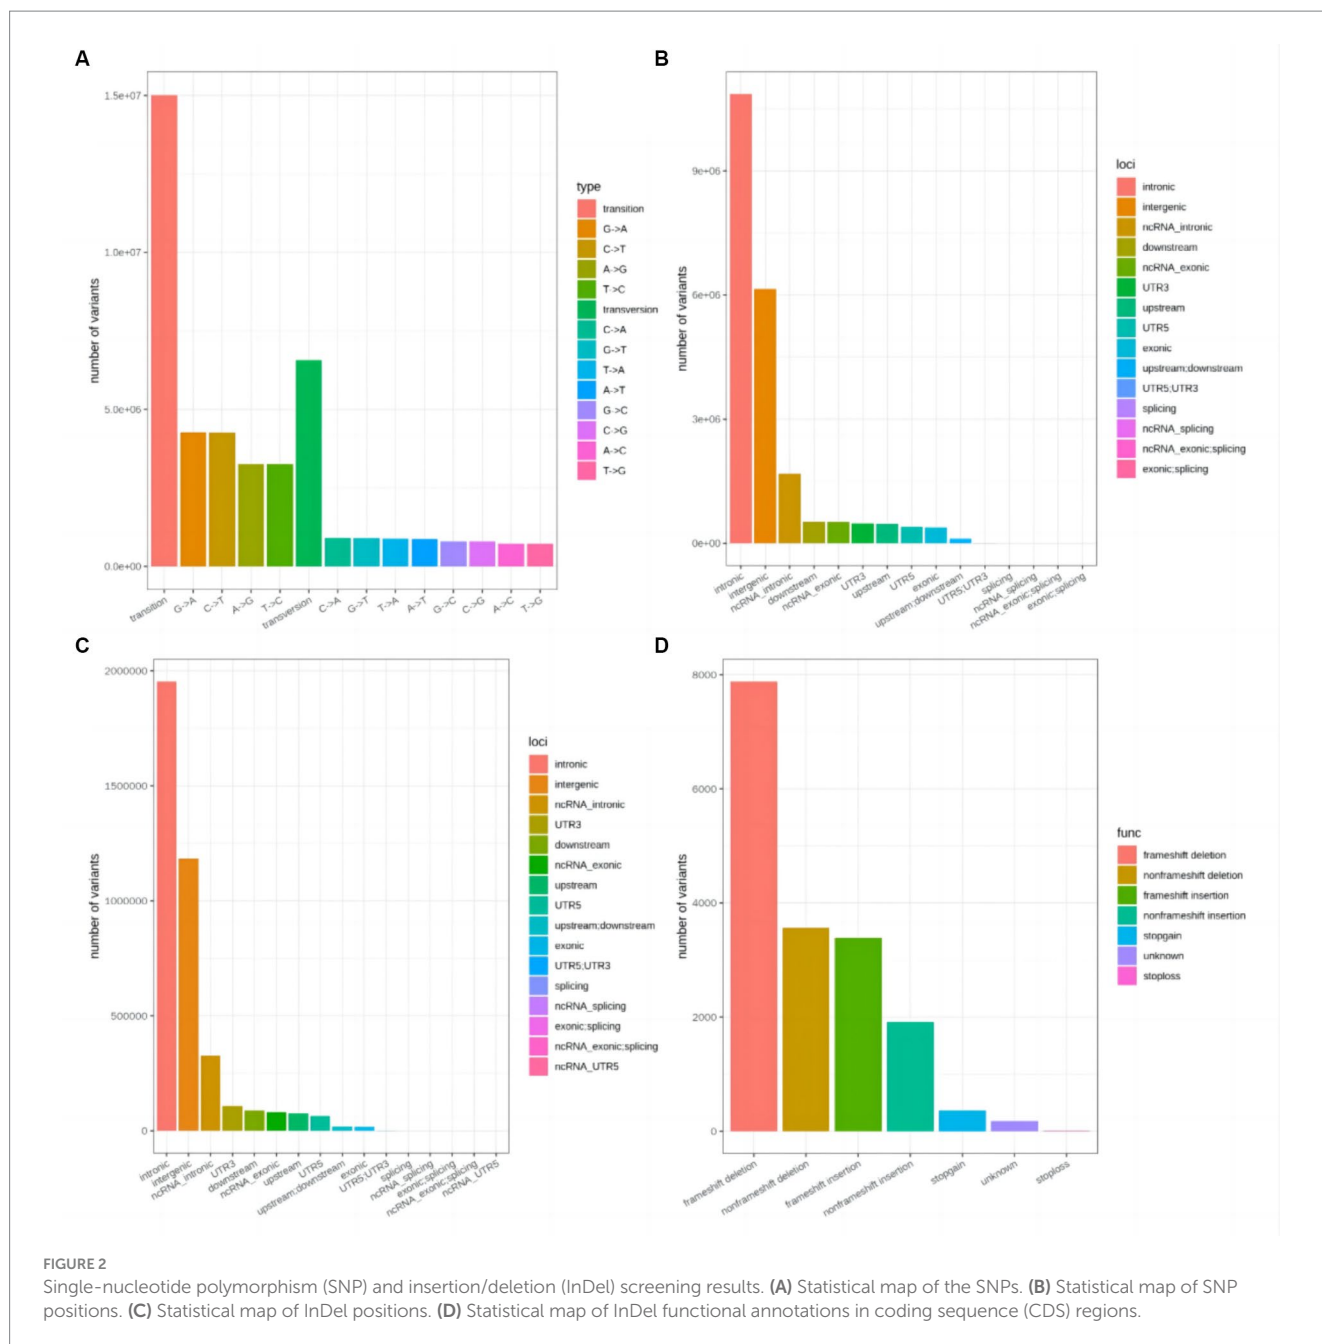 A
number of variants
1.5e+07
1.0e+07
5.0e+06
0.0e+00
transition
G->A
C->T
A->G
T->C
transversion
C->A
G->T
T->A
A->T
G->C
C->G
A->C
T->G
type
transition
G->A
C->T
A->G
T->C
transversion
C->A
G->T
T->A
A->T
G->C
C->G
A->C
T->G
B
number of variants
9e+06
6e+06
3e+06
0e+00
intronic
intergenic
ncRNA_intronic
downstream
ncRNA_exonic
UTR3
upstream
UTR5
exonic
upstream;downstream
UTR5;UTR3
splicing
ncRNA_splicing
ncRNA_exonic;splicing
exonic;splicing
loci
intronic
intergenic
ncRNA_intronic
downstream
ncRNA_exonic
UTR3
upstream
UTR5
exonic
upstream;downstream
UTR5;UTR3
splicing
ncRNA_splicing
ncRNA_exonic;splicing
exonic;splicing
C
number of variants
2000000
1500000
1000000
500000
0
intronic
intergenic
ncRNA_intronic
UTR3
downstream
ncRNA_exonic
upstream
UTR5
upstream;downstream
exonic
UTR5;UTR3
splicing
ncRNA_splicing
exonic;splicing
ncRNA_exonic;splicing
ncRNA_UTR5
loci
intronic
intergenic
ncRNA_intronic
UTR3
downstream
ncRNA_exonic
upstream
UTR5
upstream;downstream
exonic
UTR5;UTR3
splicing
ncRNA_splicing
exonic;splicing
ncRNA_exonic;splicing
ncRNA_UTR5
D
number of variants
8000
6000
4000
2000
0
frameshift deletion
nonframeshift deletion
frameshift insertion
nonframeshift insertion
stopgain
unknown
stoploss
func
frameshift deletion
nonframeshift deletion
frameshift insertion
nonframeshift insertion
stopgain
unknown
stoploss
FIGURE 2
Single-nucleotide polymorphism (SNP) and insertion/deletion (InDel) screening results. (A) Statistical map of the SNPs. (B) Statistical map of SNP
positions. (C) Statistical map of InDel positions. (D) Statistical map of InDel functional annotations in coding sequence (CDS) regions.